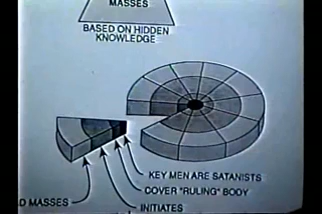 MASSES
BASED ON HIDDEN
KNOWLEDGE
KEY MEN ARE SATANISTS
COVER "RULING" BODY
INITIATES
MASSES